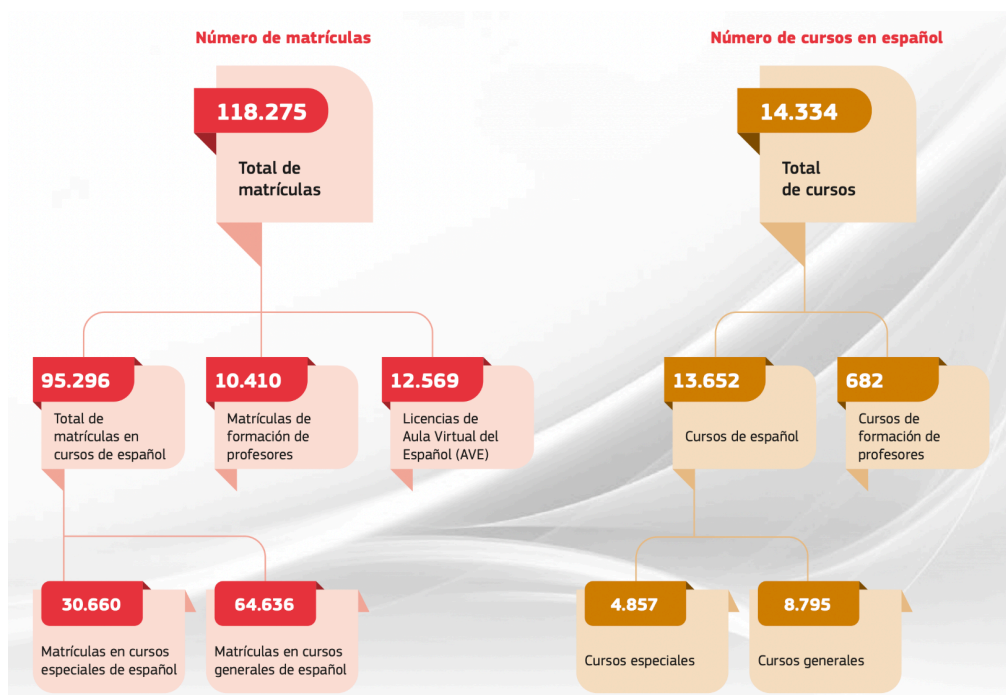 Número de matrículas
118.275
Total de
matrículas
95.296
Total de
matrículas en
cursos de español
10.410
Matrículas de
formación de
profesores
12.569
Licencias de
Aula Virtual del
Español (AVE)
30.660
Matrículas en cursos
especiales de español
64.636
Matrículas en cursos
generales de español
Número de cursos en español
14.334
Total
de cursos
13.652
Cursos de español
682
Cursos de
formación de
profesores
4.857
Cursos especiales
8.795
Cursos generales